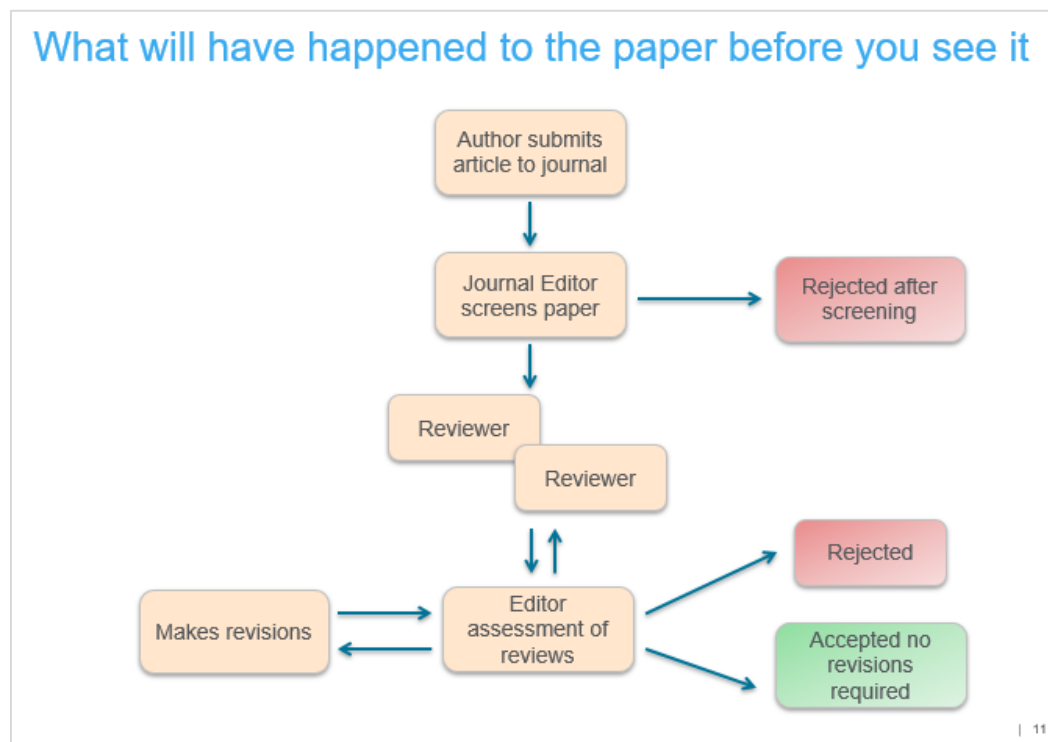 What will have happened to the paper before you see it
Author submits
article to journal
Journal Editor
screens paper
Rejected after
screening
Reviewer
Reviewer
Rejected
Makes revisions
Editor
assessment of
reviews
Accepted no
revisions
required
| 11